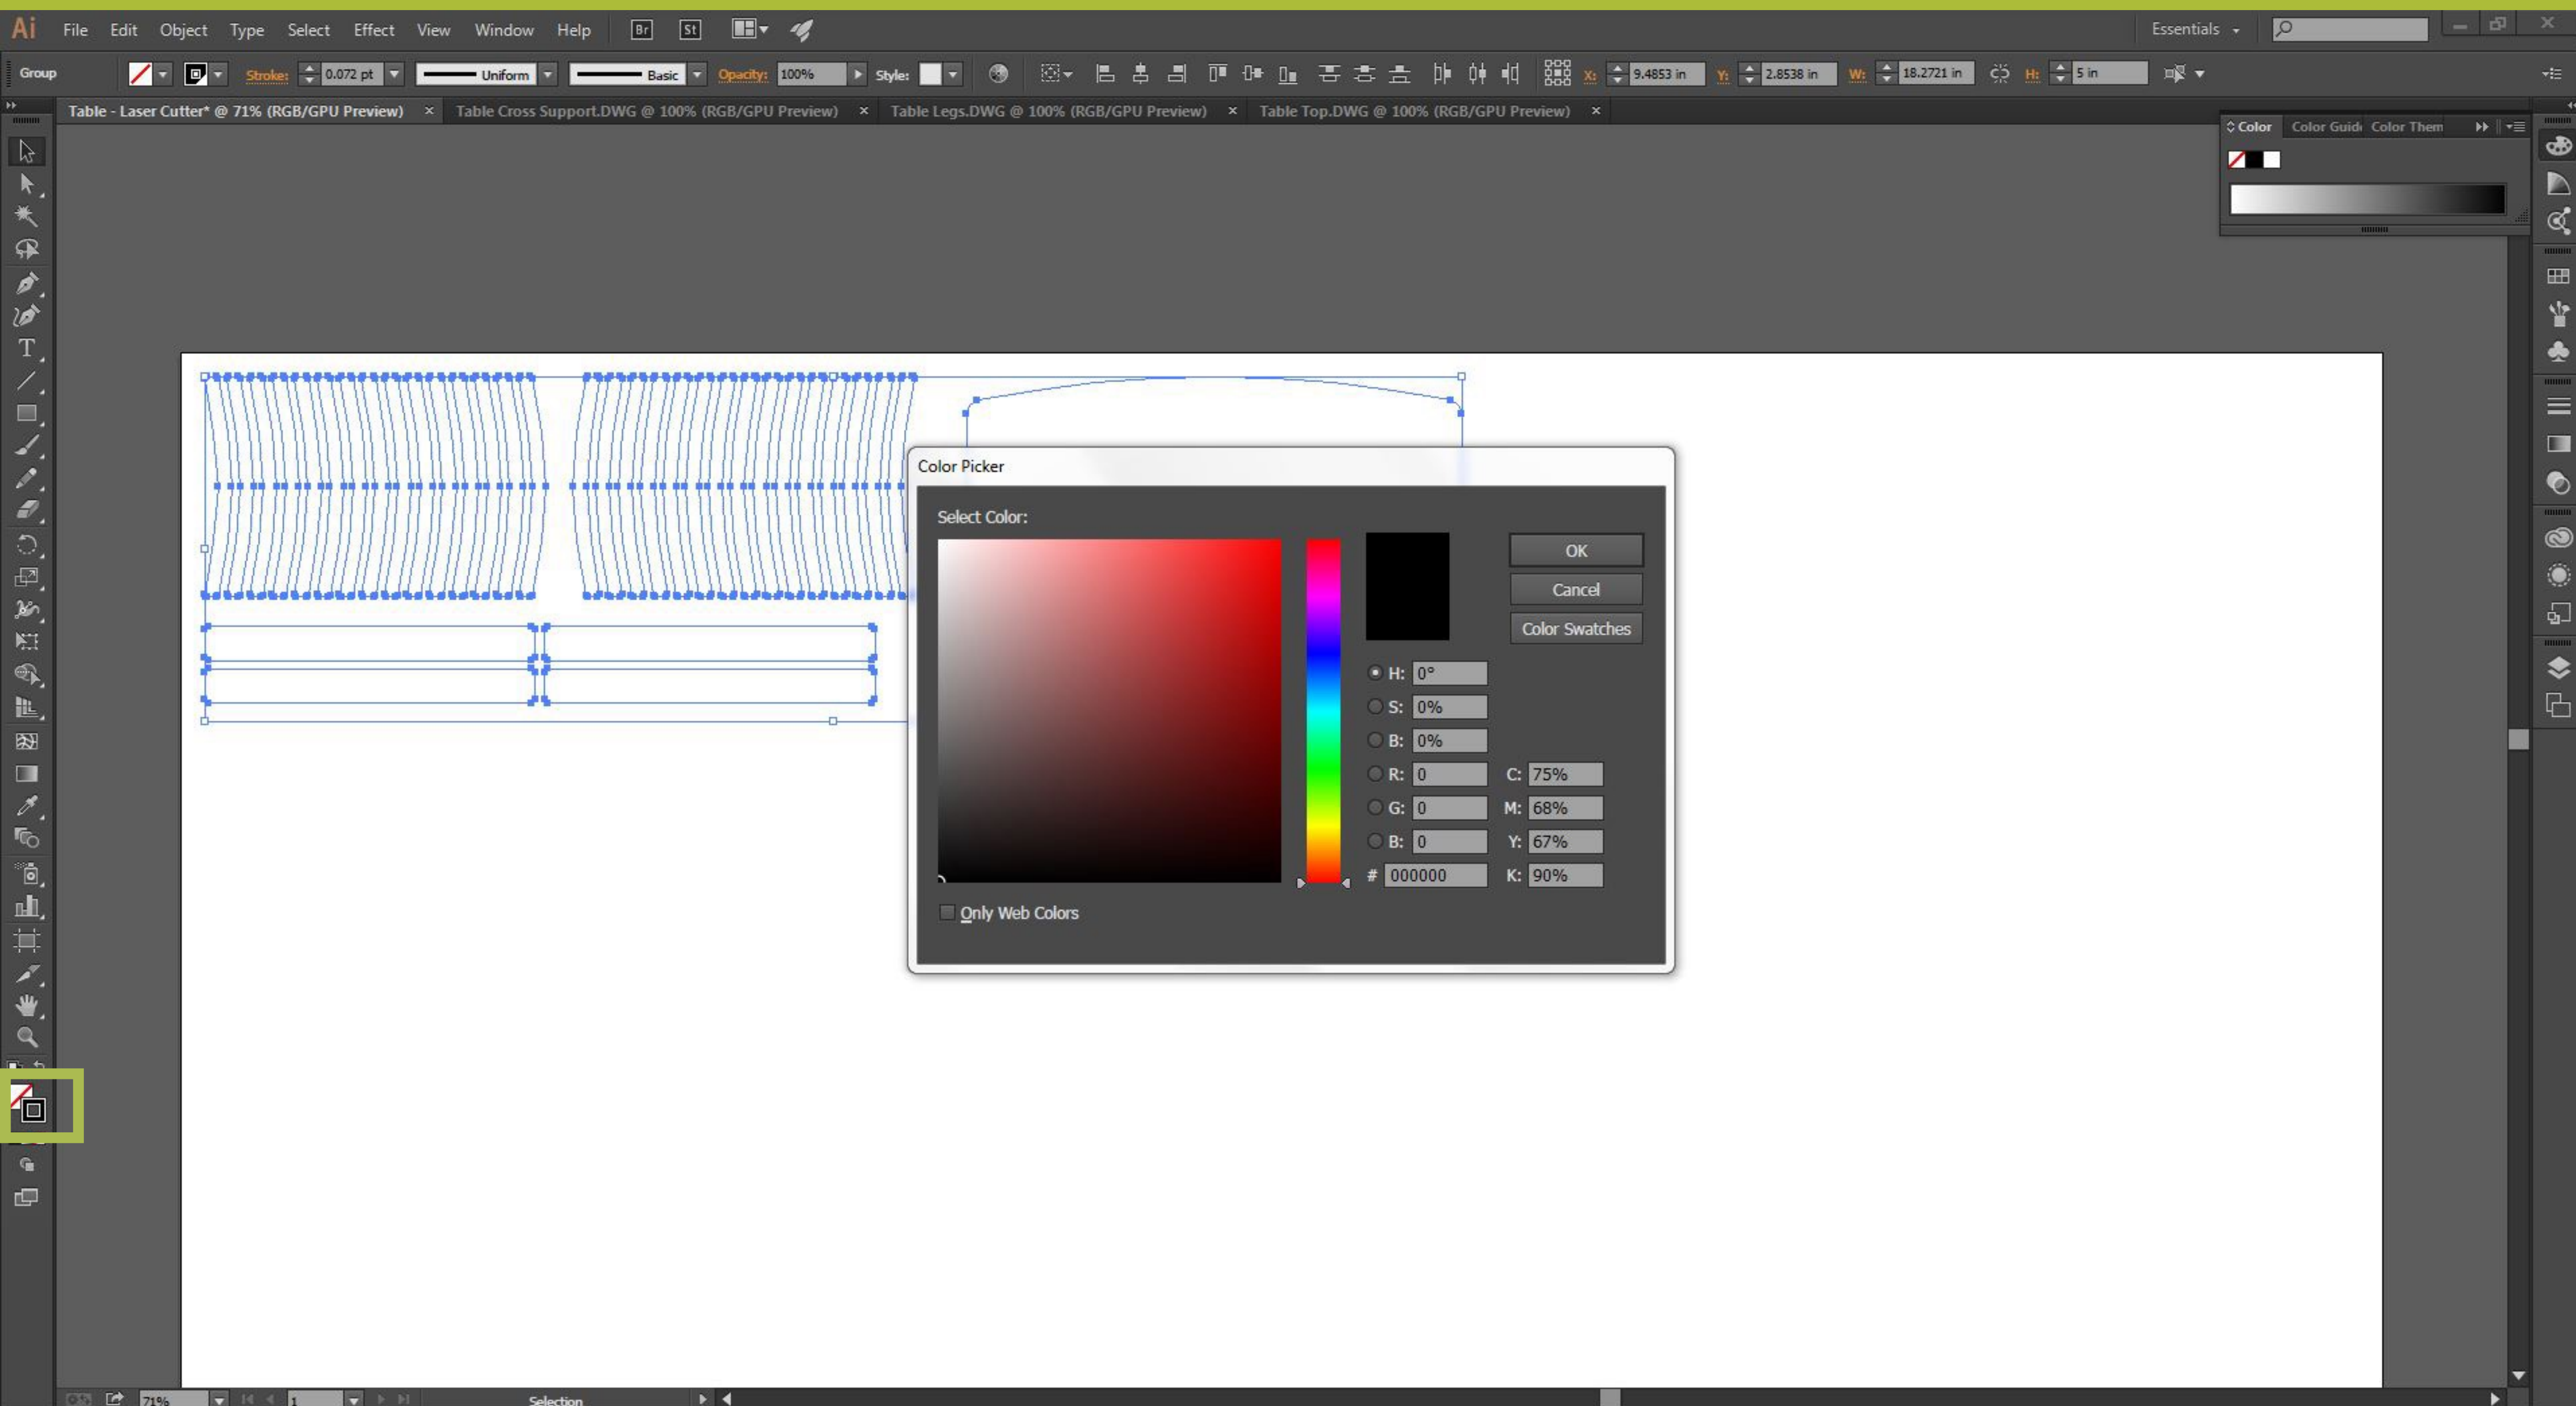 Ai File Edit Object Type Select Effect View Window Help Br St Essentials
Group Stroke: 0.072 pt Uniform Basic Opacity: 100% Style: X: 9.4853 in Y: 2.8538 in W: 18.2721 in H: 5 in
Table - Laser Cutter* @ 71% (RGB/GPU Preview) × Table Cross Support.DWG @ 100% (RGB/GPU Preview) × Table Legs.DWG @ 100% (RGB/GPU Preview) × Table Top.DWG @ 100% (RGB/GPU Preview) ×
Color Color Guid Color Them
Color Picker
Select Color:
OK
Cancel
Color Swatches
H: 0°
S: 0%
B: 0%
R: 0 C: 75%
G: 0 M: 68%
B: 0 Y: 67%
# 000000 K: 90%
Only Web Colors
71% 1 Selection